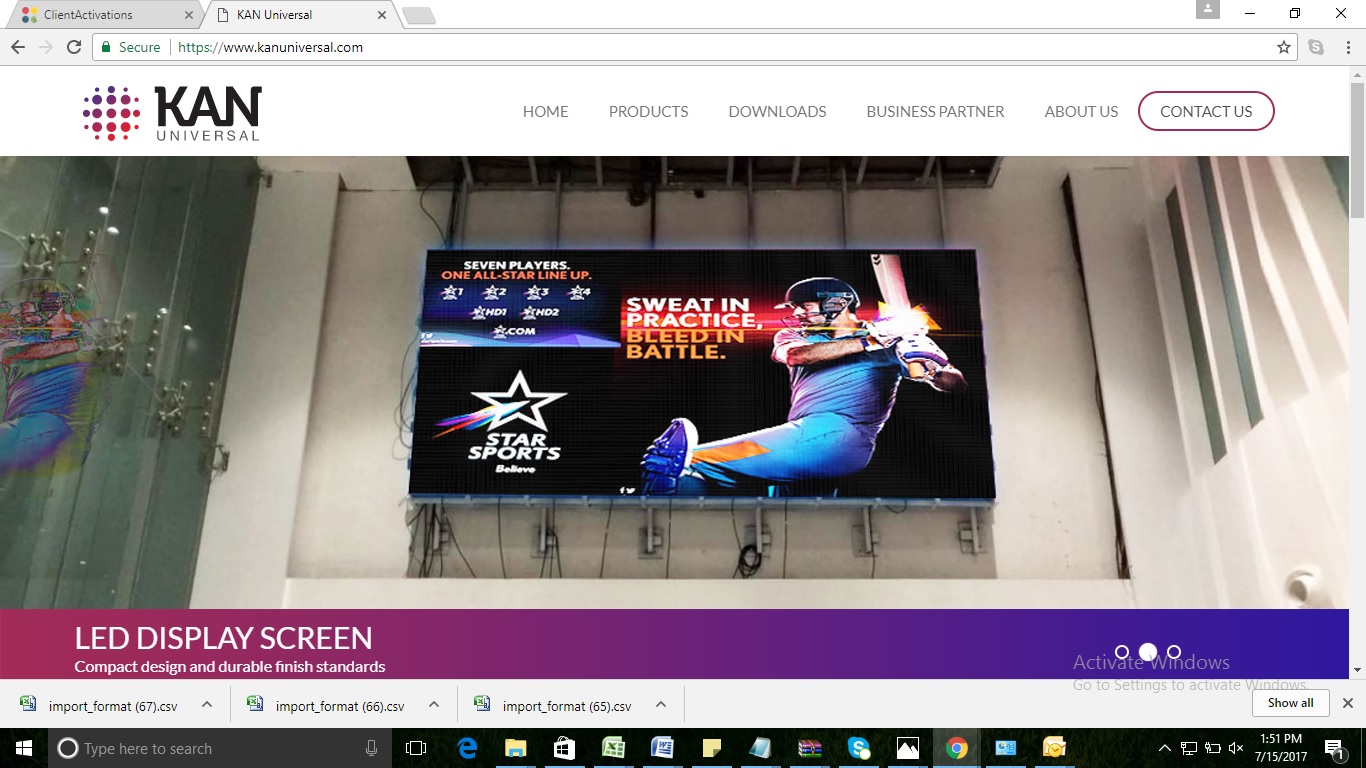 ClientActivations
KAN Universal
Secure
https://www.kanuniversal.com
KAN
UNIVERSAL
HOME
PRODUCTS
DOWNLOADS
BUSINESS PARTNER
ABOUT US
CONTACT US
SEVEN PLAYERS.
ONE ALL-STAR LINE UP.
1
2
3
4
HD1
HD2
.COM
SWEAT IN
PRACTICE,
BLEED IN
BATTLE.
STAR
SPORTS
Believe
LED DISPLAY SCREEN
Compact design and durable finish standards
Activate Windows
Go to Settings to activate Windows.
import_format (67).csv
import_format (66).csv
import_format (65).csv
Show all
Type here to search
1:51 PM
7/15/2017
1